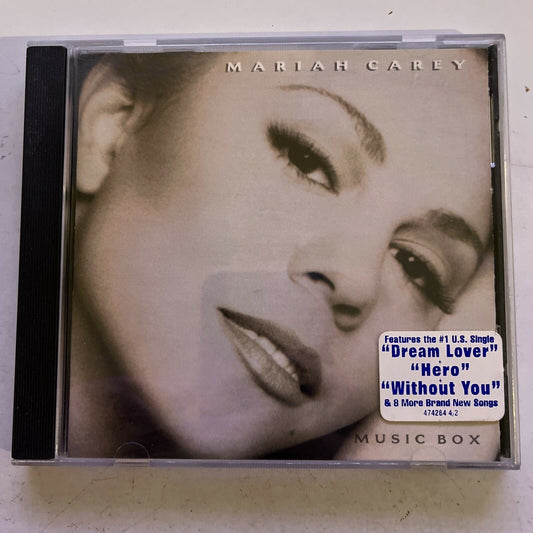 MARIAH CAREY
Features the #1 U.S. Single
"Dream Lover"
"Hero"
"Without You"
& 8 More Brand New Songs
474264 4,2
MUSIC BOX